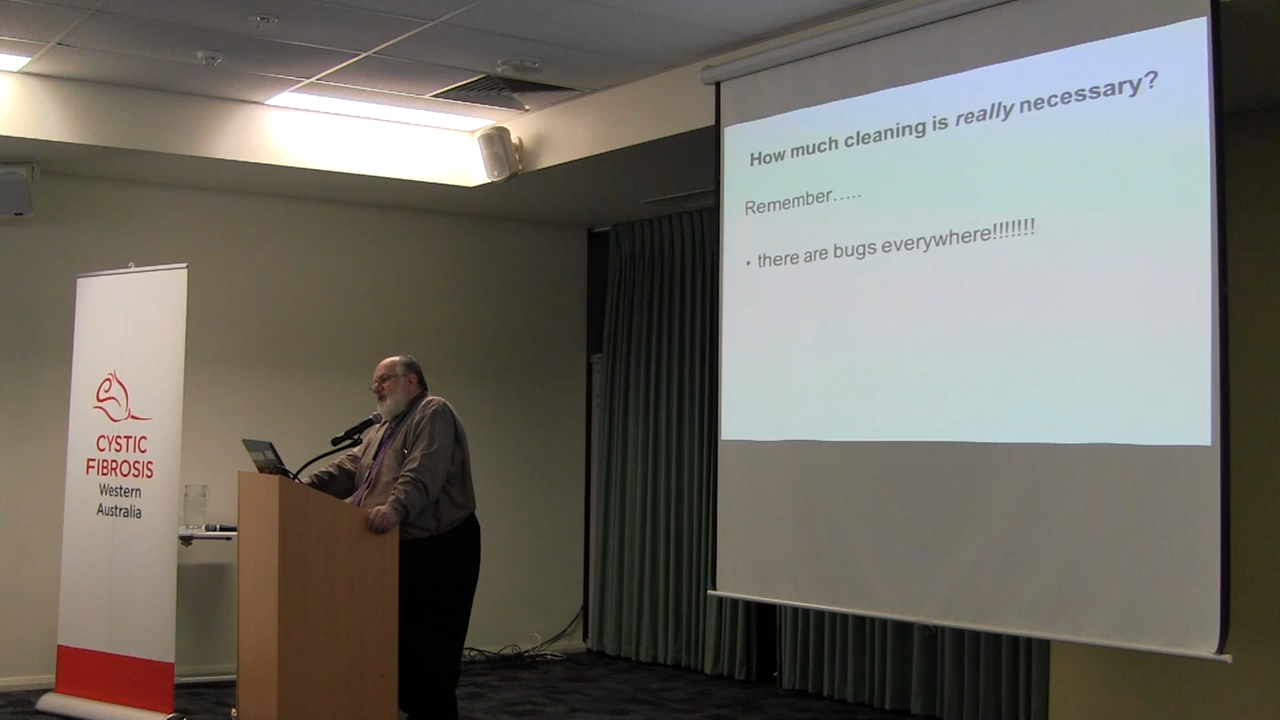 How much cleaning is really necessary?
Remember…..
• there are bugs everywhere!!!!!!!
CYSTIC
FIBROSIS
Western
Australia